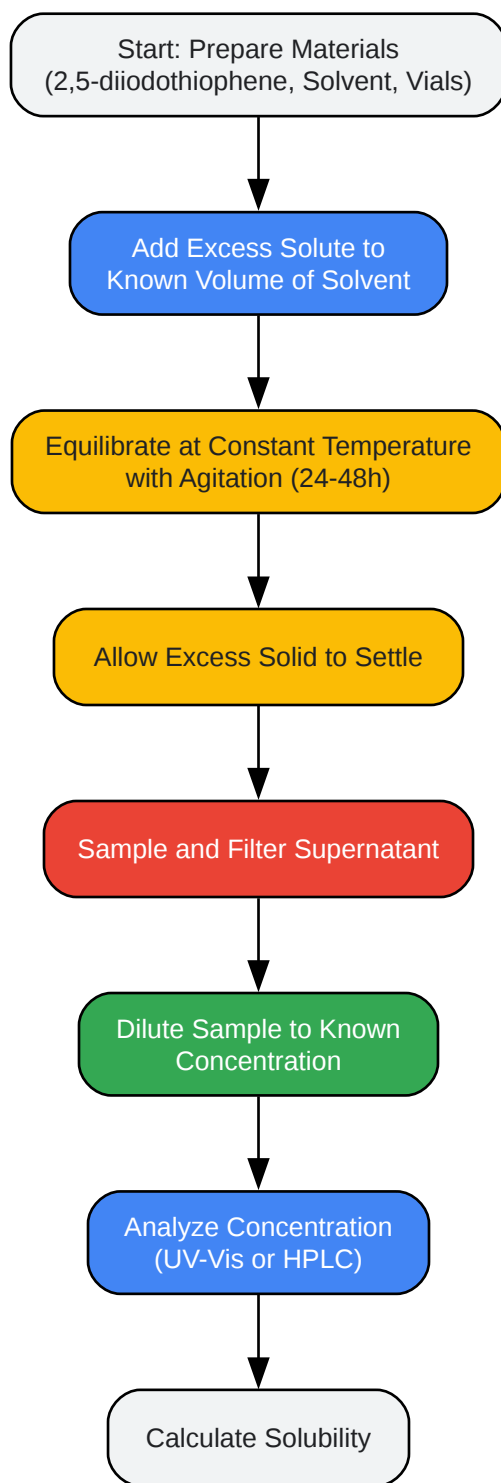 Start: Prepare Materials
(2,5-diiodothiophene, Solvent, Vials)
Add Excess Solute to
Known Volume of Solvent
Equilibrate at Constant Temperature
with Agitation (24-48h)
Allow Excess Solid to Settle
Sample and Filter Supernatant
Dilute Sample to Known
Concentration
Analyze Concentration
(UV-Vis or HPLC)
Calculate Solubility